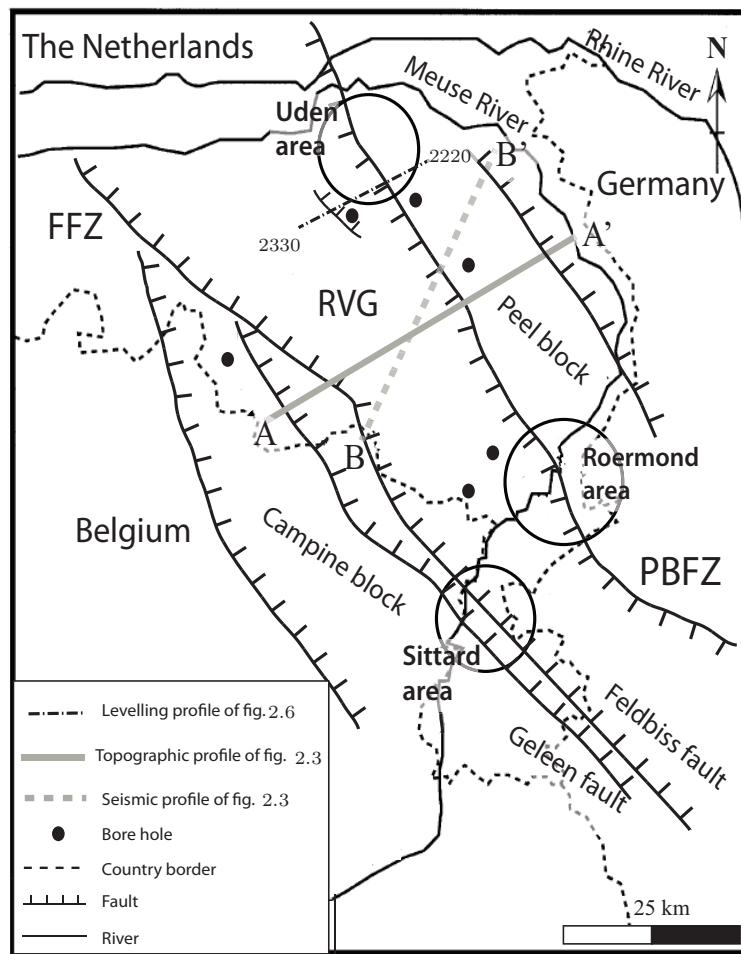 The Netherlands
Rhine River
N
Meuse River
Uden
area
2220
B'
Germany
FFZ
2330
A'
RVG
Peel block
A
B
Roermond
area
Belgium
Campine block
PBFZ
Sittard
area
Feldbiss fault
Geleen fault
Levelling profile of fig. 2.6
Topographic profile of fig. 2.3
Seismic profile of fig. 2.3
Bore hole
Country border
Fault
River
25 km